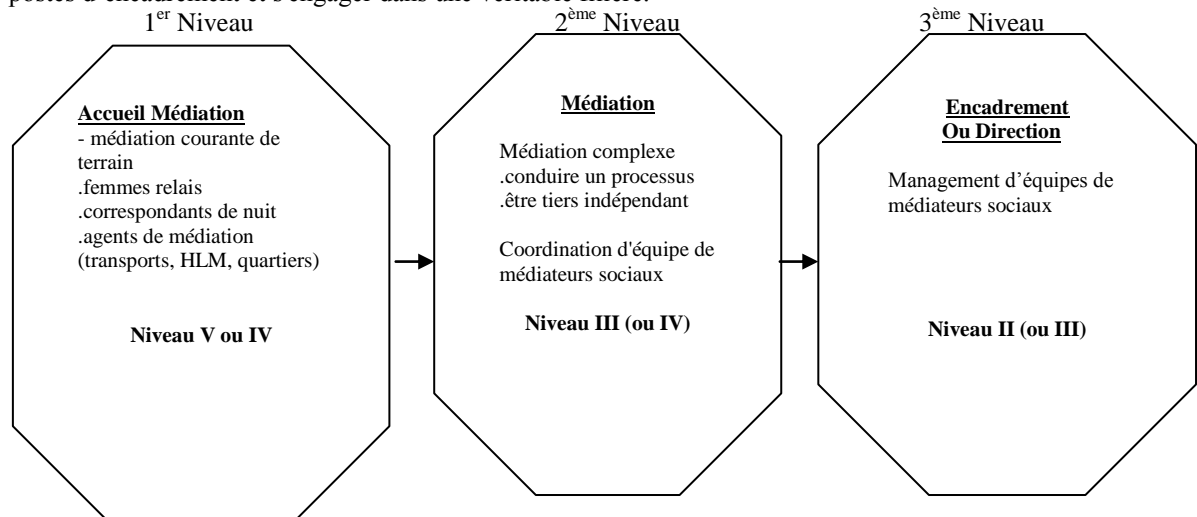 postes d'encadrement et s'engager dans une véritable filière.
1er Niveau
2ème Niveau
3ème Niveau
Accueil Médiation
- médiation courante de
terrain
.femmes relais
.correspondants de nuit
.agents de médiation
(transports, HLM, quartiers)
Niveau V ou IV
Médiation
Médiation complexe
.conduire un processus
.être tiers indépendant
Coordination d'équipe de
médiateurs sociaux
Niveau III (ou IV)
Encadrement
Ou Direction
Management d'équipes de
médiateurs sociaux
Niveau II (ou III)